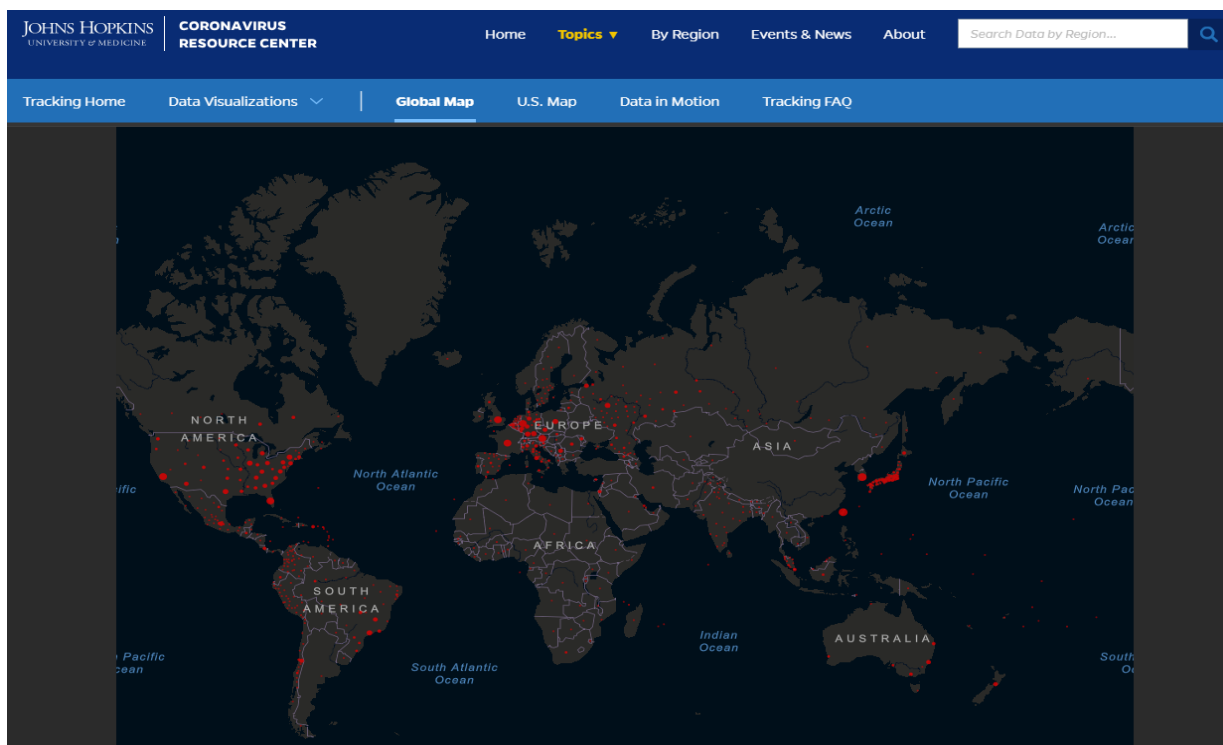 JOHNS HOPKINS
UNIVERSITY & MEDICINE
CORONAVIRUS
RESOURCE CENTER
Home
Topics ▼
By Region
Events & News
About
Search Data by Region...
Tracking Home
Data Visualizations
Global Map
U.S. Map
Data in Motion
Tracking FAQ
Arctic
Ocean
Arctic
Ocean
NORTH
AMERICA
EUROPE
ASIA
North Atlantic
Ocean
North Pacific
Ocean
North Pac
Ocean
ific
AFRICA
SOUTH
AMERICA
Indian
Ocean
AUSTRALIA
Pacific
cean
South Atlantic
Ocean
South